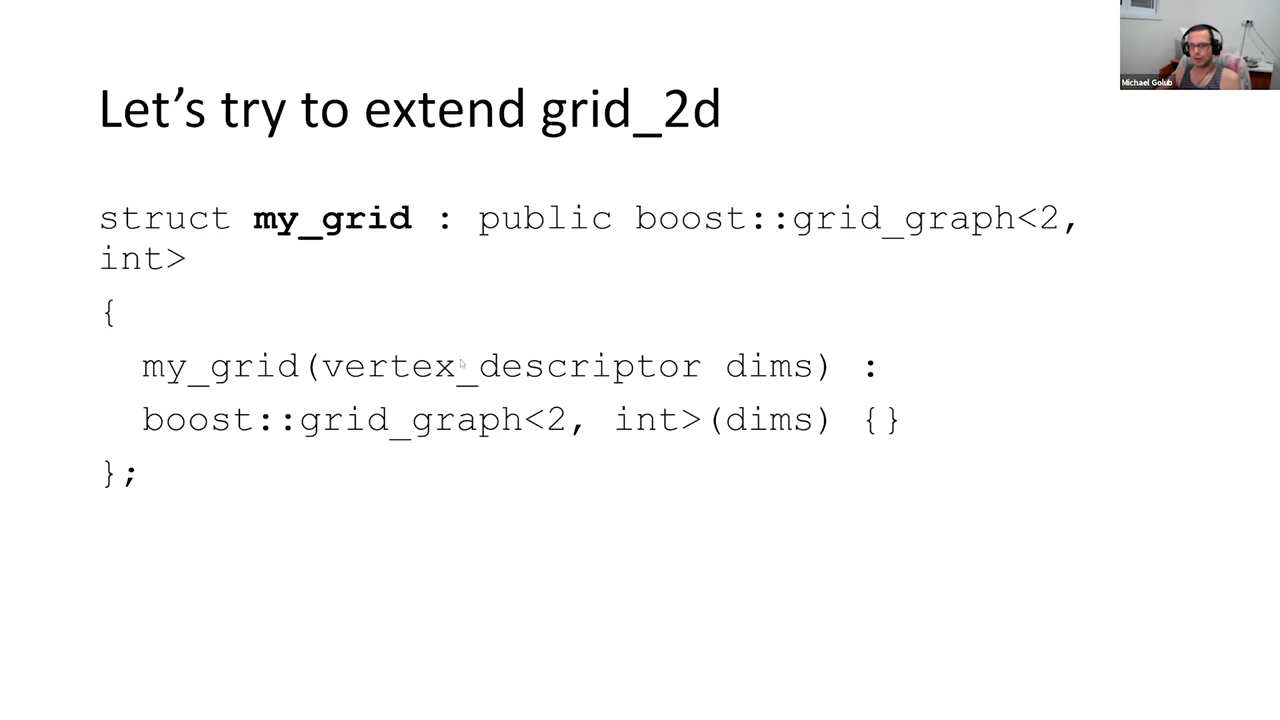 Michael Golub
Let's try to extend grid_2d
struct my_grid : public boost::grid_graph<2,
int>
{
my_grid(vertex_descriptor dims) :
boost::grid_graph<2, int>(dims) {}
};